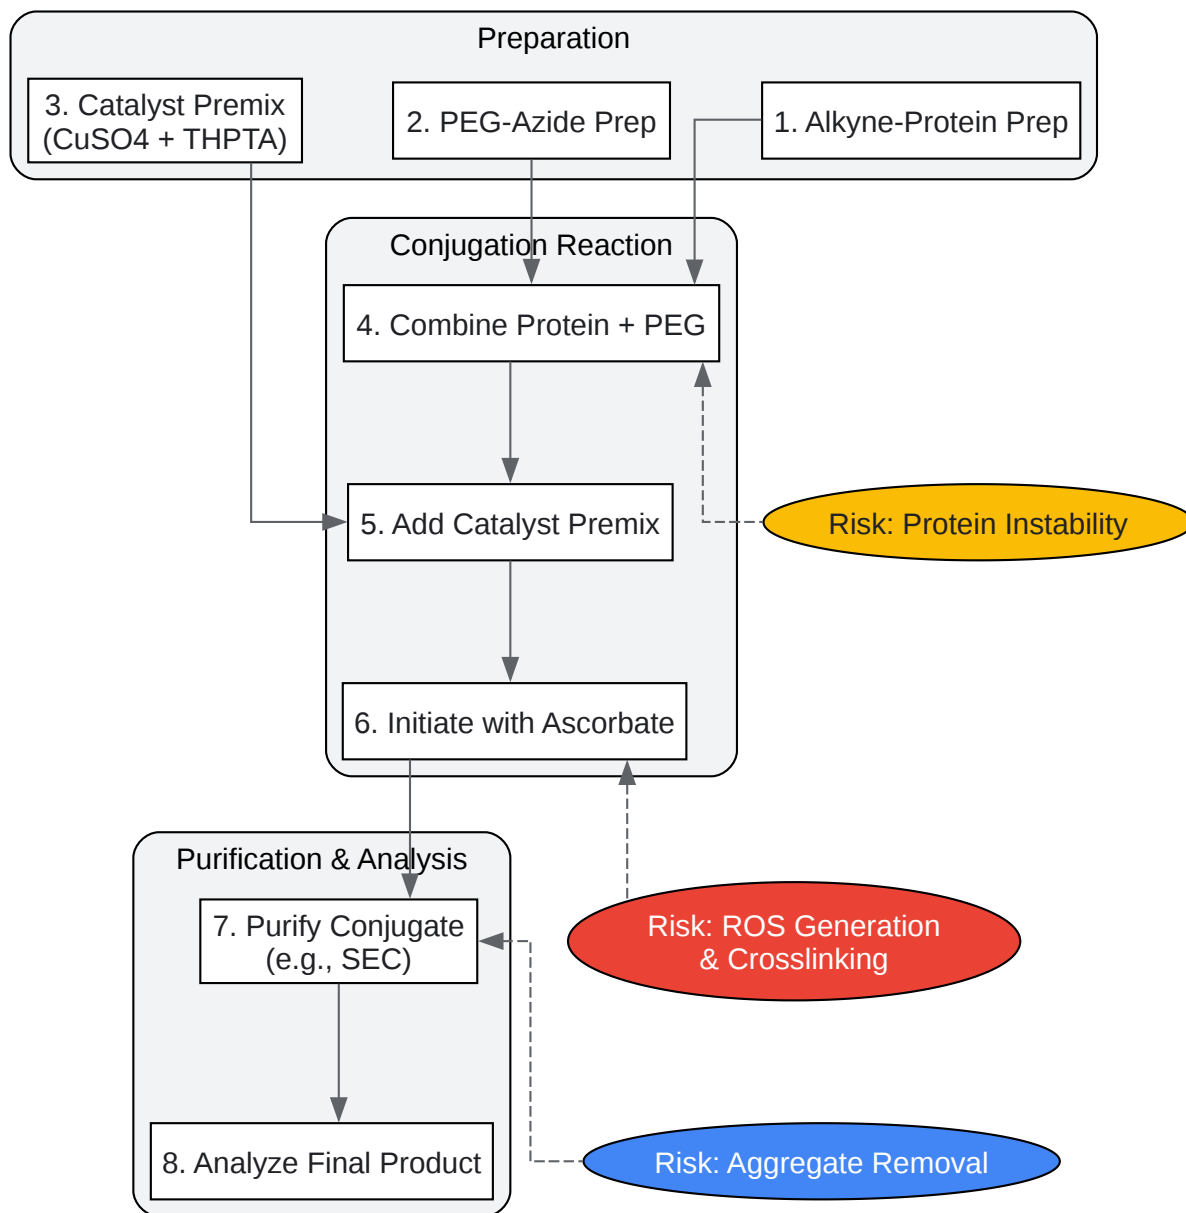 Preparation
3. Catalyst Premix
(CuSO4 + THPTA)
2. PEG-Azide Prep
1. Alkyne-Protein Prep
Conjugation Reaction
4. Combine Protein + PEG
5. Add Catalyst Premix
Risk: Protein Instability
6. Initiate with Ascorbate
Purification & Analysis
7. Purify Conjugate
(e.g., SEC)
Risk: ROS Generation
& Crosslinking
8. Analyze Final Product
Risk: Aggregate Removal